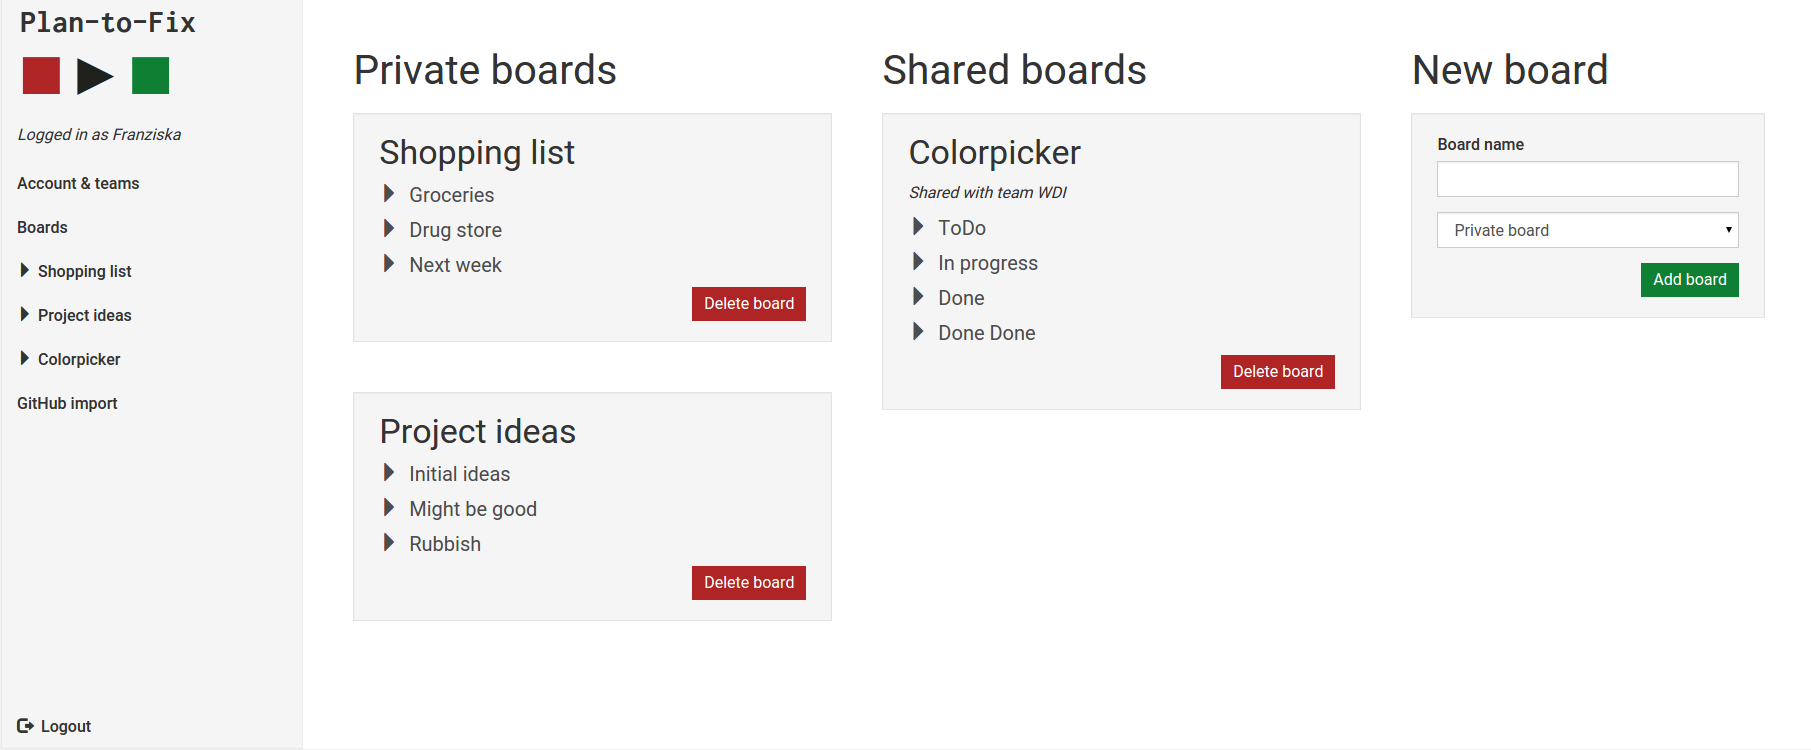 Plan-to-Fix
Logged in as Franziska
Account & teams
Boards
Shopping list
Project ideas
Colorpicker
GitHub import
Logout
Private boards
Shopping list
Groceries
Drug store
Next week
Delete board
Project ideas
Initial ideas
Might be good
Rubbish
Delete board
Shared boards
Colorpicker
Shared with team WDI
ToDo
In progress
Done
Done Done
Delete board
New board
Board name
Private board
Add board